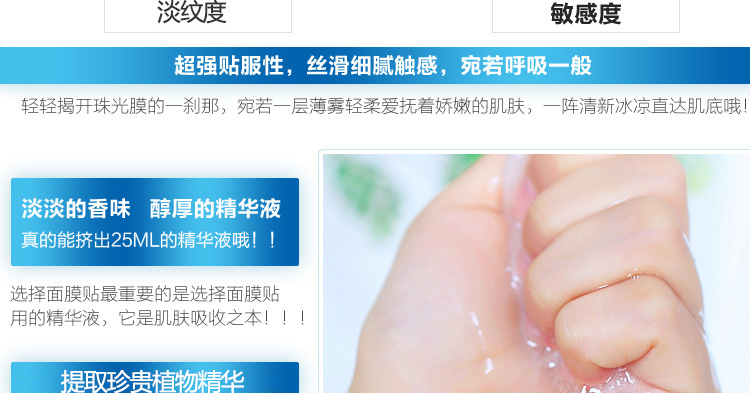 淡纹度
敏感度
超强贴服性，丝滑细腻触感，宛若呼吸一般
轻轻揭开珠光膜的一刹那，宛若一层薄雾轻柔爱抚着娇嫩的肌肤，一阵清新冰凉直达肌底哦！
淡淡的香味 醇厚的精华液
真的能挤出25ML的精华液哦！！
选择面膜贴最重要的是选择面膜贴
用的精华液，它是肌肤吸收之本！！！
提取珍贵植物精华